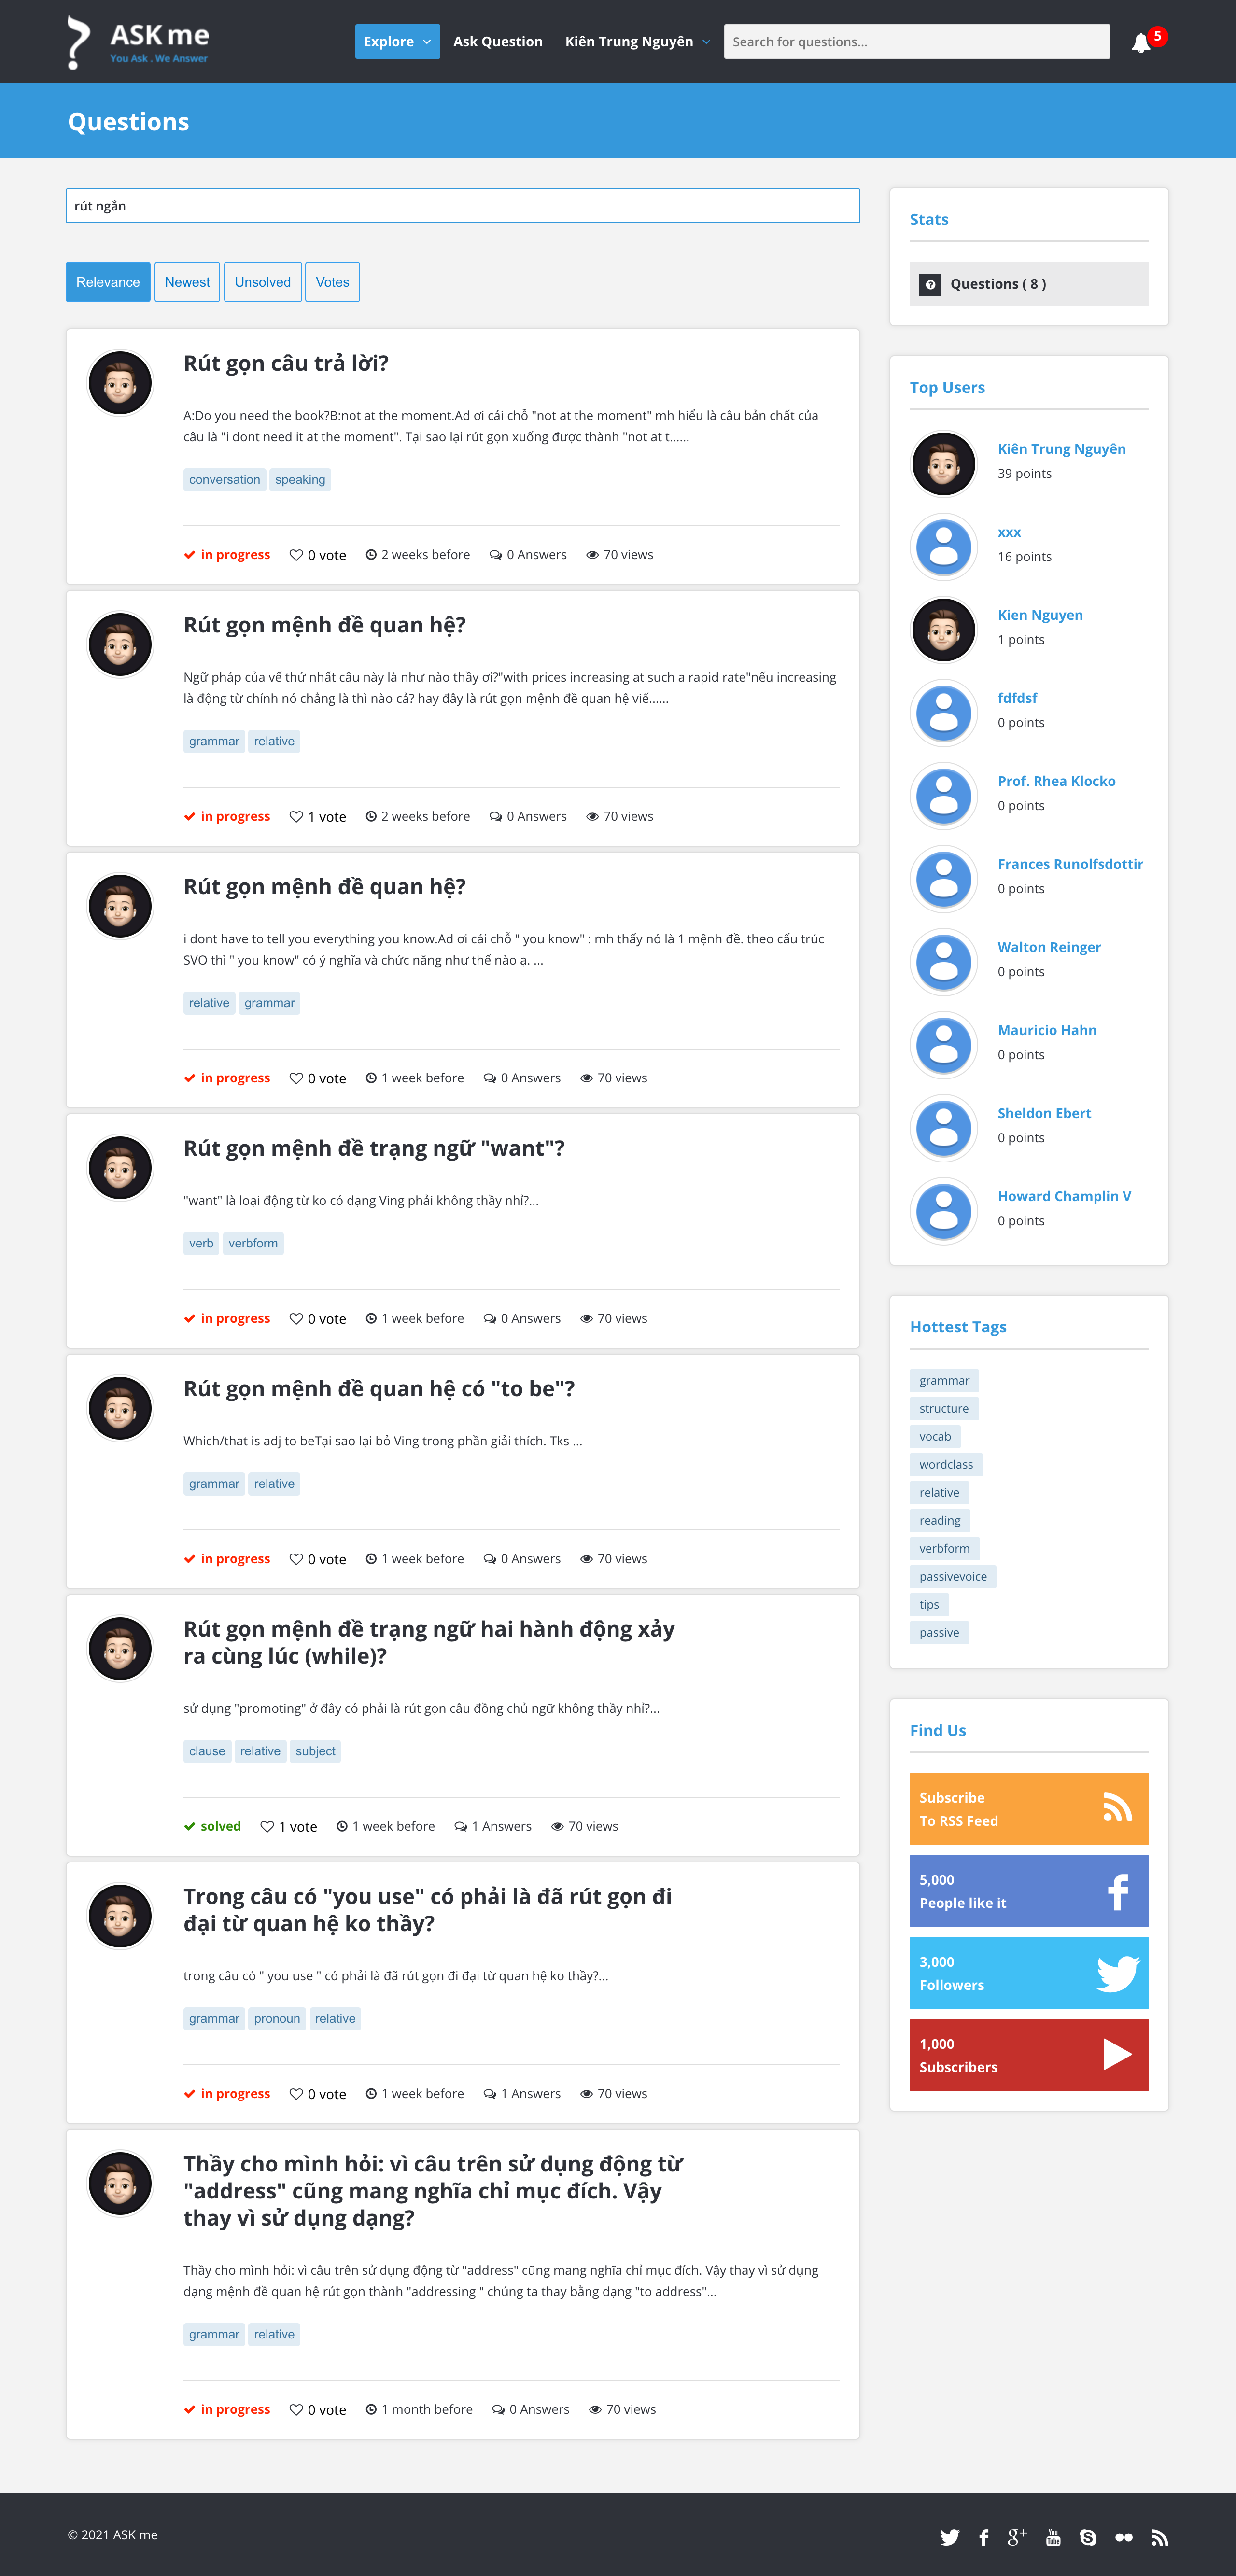 ASK me
You Ask . We Answer
Explore
Ask Question
Kiên Trung Nguyên
Search for questions...
5
Questions
rút ngắn
Relevance
Newest
Unsolved
Votes
Rút gọn câu trả lời?
A:Do you need the book?B:not at the moment.Ad ơi cái chỗ "not at the moment" mh hiểu là câu bản chất của
câu là "i dont need it at the moment". Tại sao lại rút gọn xuống được thành "not at t......
conversation speaking
in progress 0 vote 2 weeks before 0 Answers 70 views
Rút gọn mệnh đề quan hệ?
Ngữ pháp của vế thứ nhất câu này là như nào thầy ơi?"with prices increasing at such a rapid rate"nếu increasing
là động từ chính nó chẳng là thì nào cả? hay đây là rút gọn mệnh đề quan hệ viế......
grammar relative
in progress 1 vote 2 weeks before 0 Answers 70 views
Rút gọn mệnh đề quan hệ?
i dont have to tell you everything you know.Ad ơi cái chỗ " you know" : mh thấy nó là 1 mệnh đề. theo cấu trúc
SVO thì " you know" có ý nghĩa và chức năng như thế nào ạ. ...
relative grammar
in progress 0 vote 1 week before 0 Answers 70 views
Rút gọn mệnh đề trạng ngữ "want"?
"want" là loại động từ ko có dạng Ving phải không thầy nhỉ?...
verb verbform
in progress 0 vote 1 week before 0 Answers 70 views
Rút gọn mệnh đề quan hệ có "to be"?
Which/that is adj to beTại sao lại bỏ Ving trong phần giải thích. Tks ...
grammar relative
in progress 0 vote 1 week before 0 Answers 70 views
Rút gọn mệnh đề trạng ngữ hai hành động xảy
ra cùng lúc (while)?
sử dụng "promoting" ở đây có phải là rút gọn câu đồng chủ ngữ không thầy nhỉ?...
clause relative subject
solved 1 vote 1 week before 1 Answers 70 views
Trong câu có "you use" có phải là đã rút gọn đi
đại từ quan hệ ko thầy?
trong câu có " you use " có phải là đã rút gọn đi đại từ quan hệ ko thầy?...
grammar pronoun relative
in progress 0 vote 1 week before 1 Answers 70 views
Thầy cho mình hỏi: vì câu trên sử dụng động từ
"address" cũng mang nghĩa chỉ mục đích. Vậy
thay vì sử dụng dạng?
Thầy cho mình hỏi: vì câu trên sử dụng động từ "address" cũng mang nghĩa chỉ mục đích. Vậy thay vì sử dụng
dạng mệnh đề quan hệ rút gọn thành "addressing " chúng ta thay bằng dạng "to address"...
grammar relative
in progress 0 vote 1 month before 0 Answers 70 views
Stats
Questions ( 8 )
Top Users
Kiên Trung Nguyên
39 points
xxx
16 points
Kien Nguyen
1 points
fdfdsf
0 points
Prof. Rhea Klocko
0 points
Frances Runolfsdottir
0 points
Walton Reinger
0 points
Mauricio Hahn
0 points
Sheldon Ebert
0 points
Howard Champlin V
0 points
Hottest Tags
grammar
structure
vocab
wordclass
relative
reading
verbform
passivevoice
tips
passive
Find Us
Subscribe
To RSS Feed
5,000
People like it
3,000
Followers
1,000
Subscribers
© 2021 ASK me